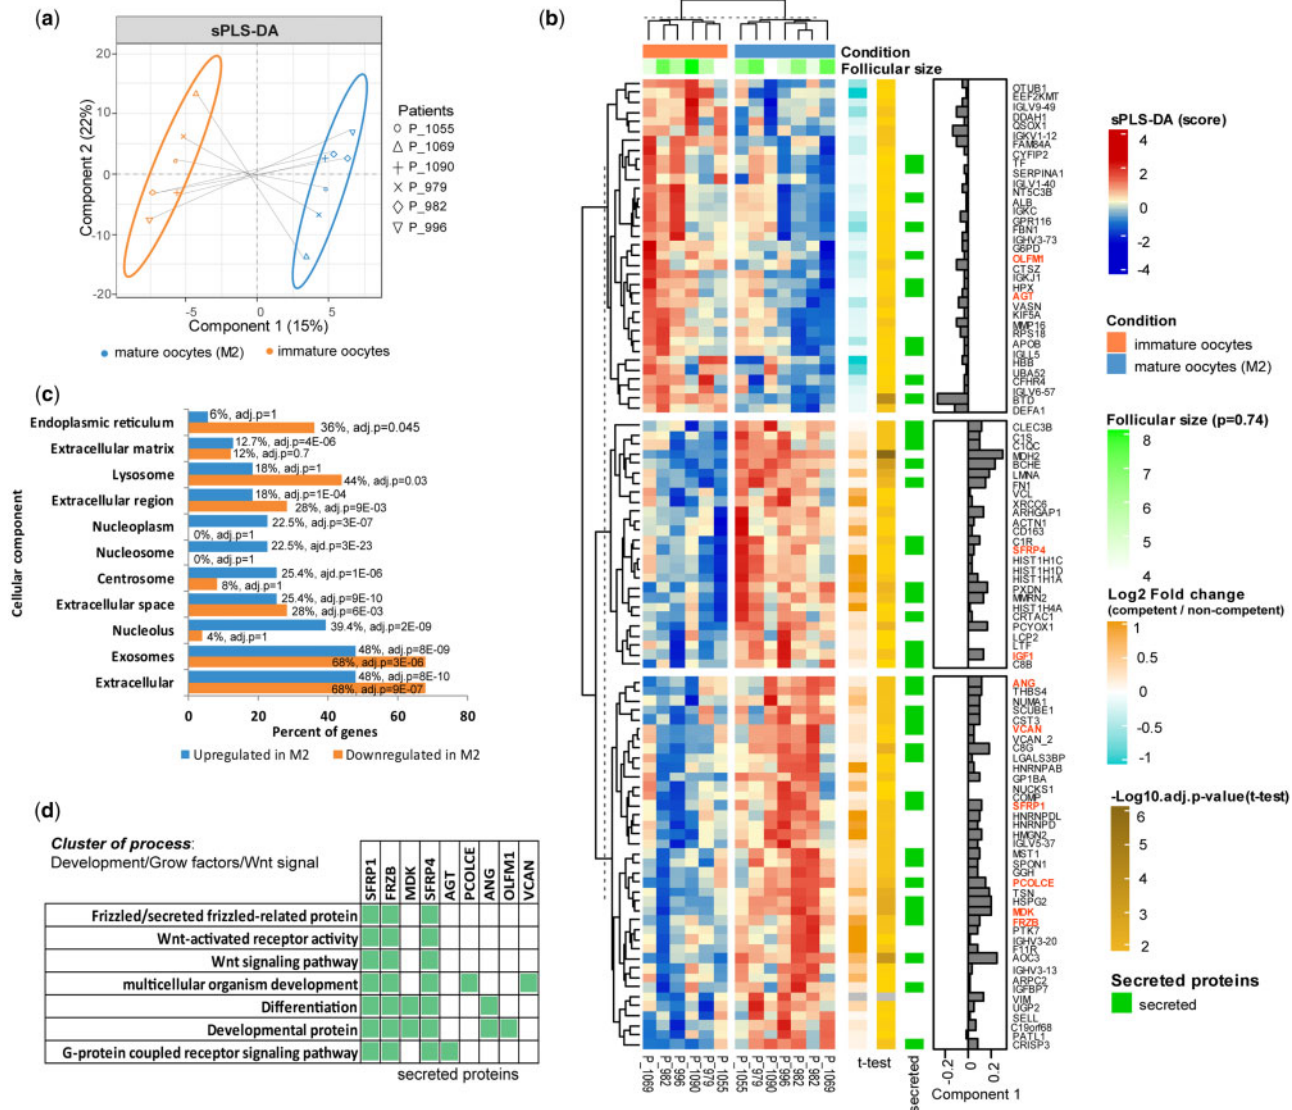 (a)
sPLS-DA
Component 2 (22%)
20
10
0
-10
-20
-5
0
5
Component 1 (15%)
Patients
P_1055
P_1069
P_1090
P_979
P_982
P_996
mature oocytes (M2)
immature oocytes
(c)
Cellular component
Endoplasmic reticulum
6%, adj.p=1
36%, adj.p=0.045
Extracellular matrix
12.7%, adj.p=4E-06
12%, adj.p=0.7
Lysosome
18%, adj.p=1
44%, adj.p=0.03
Extracellular region
18%, adj.p=1E-04
28%, adj.p=9E-03
Nucleoplasm
22.5%, adj.p=3E-07
0%, adj.p=1
Nucleosome
22.5%, ajd.p=3E-23
0%, adj.p=1
Centrosome
25.4%, ajd.p=1E-06
8%, adj.p=1
Extracellular space
25.4%, adj.p=9E-10
28%, adj.p=6E-03
Nucleolus
39.4%, adj.p=2E-09
4%, adj.p=1
Exosomes
48%, adj.p=8E-09
68%, adj.p=3E-06
Extracellular
48%, adj.p=8E-10
68%, adj.p=9E-07
0
20
40
60
80
Percent of genes
Upregulated in M2
Downregulated in M2
(d)
Cluster of process:
Development/Grow factors/Wnt signal
SFRP1
FRZB
MDK
SFRP4
AGT
PCOLCE
ANG
OLFM1
VCAN
Frizzled/secreted frizzled-related protein
Wnt-activated receptor activity
Wnt signaling pathway
multicellular organism development
Differentiation
Developmental protein
G-protein coupled receptor signaling pathway
secreted proteins
(b)
Condition
Follicular size
OTUB1
EEF2KMT
IGLV9-49
DDAH1
QSOX1
IGKV1-12
FAM84A
CYFIP2
TF
SERPINA1
IGLV1-40
NT5C3B
ALB
IGKC
GPR116
FBN1
IGHV3-73
G6PD
OLFM1
CTSZ
IGKJ1
HPX
AGT
VASN
KIF5A
MMP16
RPS18
APOB
IGLL5
HBB
UBA52
CFHR4
IGLV6-57
BTD
DEFA1
CLEC3B
C1S
C1QC
MDH2
BCHE
LMNA
FN1
VCL
XRCC6
ARHGAP1
ACTN1
CD163
C1R
SFRP4
HIST1H1C
HIST1H1D
HIST1H1A
PXDN
MMRN2
HIST1H4A
CRTAC1
PCYOX1
LCP2
LTF
IGF1
C8B
ANG
THBS4
NUMA1
SCUBE1
CST3
VCAN
VCAN_2
C8G
LGALS3BP
HNRNPAB
GP1BA
NUCKS1
COMP
SFRP1
HNRNPDL
HNRNPD
HMGN2
IGLV5-37
MST1
SPON1
GGH
PCOLCE
TSN
HSPG2
MDK
FRZB
PTK7
IGHV3-20
F11R
AOC3
IGHV3-13
ARPC2
IGFBP7
VIM
UGP2
SELL
C19orf68
PATL1
CRISP3
P_1069
P_982
P_996
P_1090
P_979
P_1055
P_1055
P_979
P_1090
P_996
P_982
P_982
P_1069
t-test
secreted
-0.2
0
0.2
Component 1
sPLS-DA (score)
4
2
0
-2
-4
Condition
immature oocytes
mature oocytes (M2)
Follicular size (p=0.74)
8
7
6
5
4
Log2 Fold change
(competent / non-competent)
1
0.5
0
-0.5
-1
-Log10.adj.p-value(t-test)
6
5
4
3
2
Secreted proteins
secreted